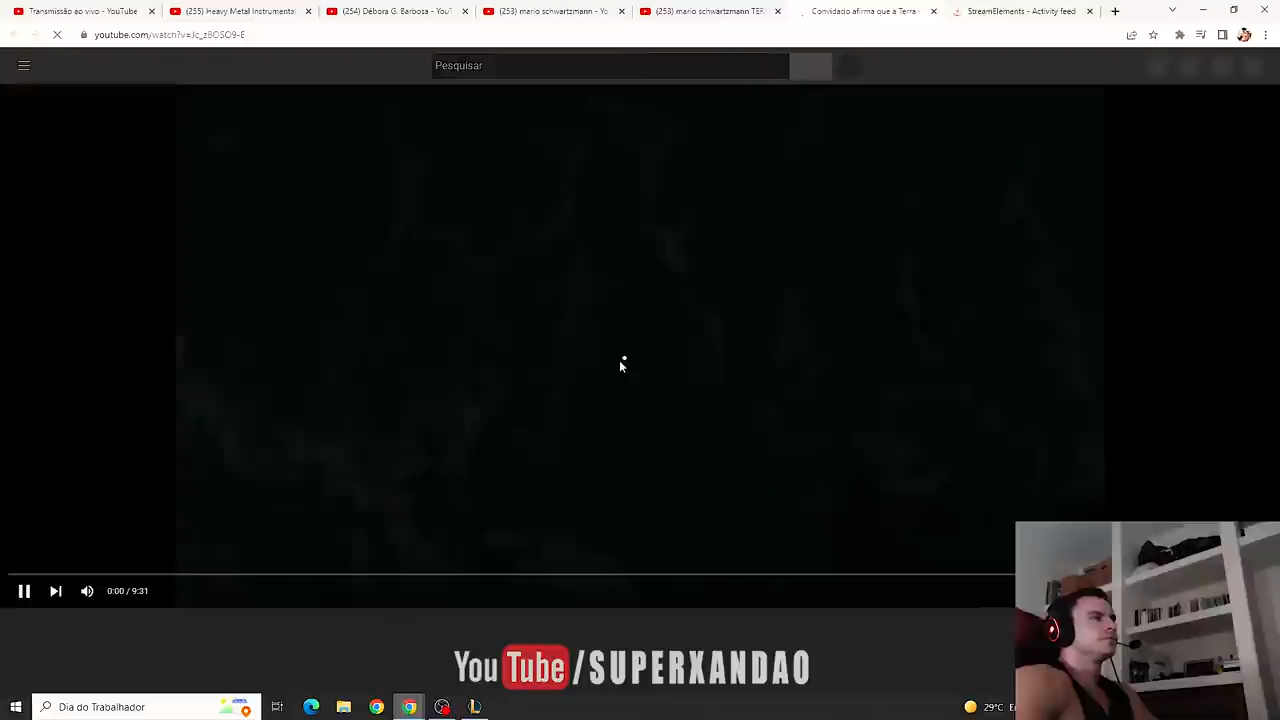 Transmissão ao vivo - YouTube
(255) Heavy Metal Instrumental
(254) Débora G. Barbosa - YouT
(253) mario schwartzmann - Yo
(253) mario schwartzmann TER
Convidado afirma que a Terra
StreamElements - Activity feed
youtube.com/watch?v=Jc_z8OSO9-E
Pesquisar
0:00 / 9:31
YouTube/SUPERXANDAO
Dia do Trabalhador
29°C